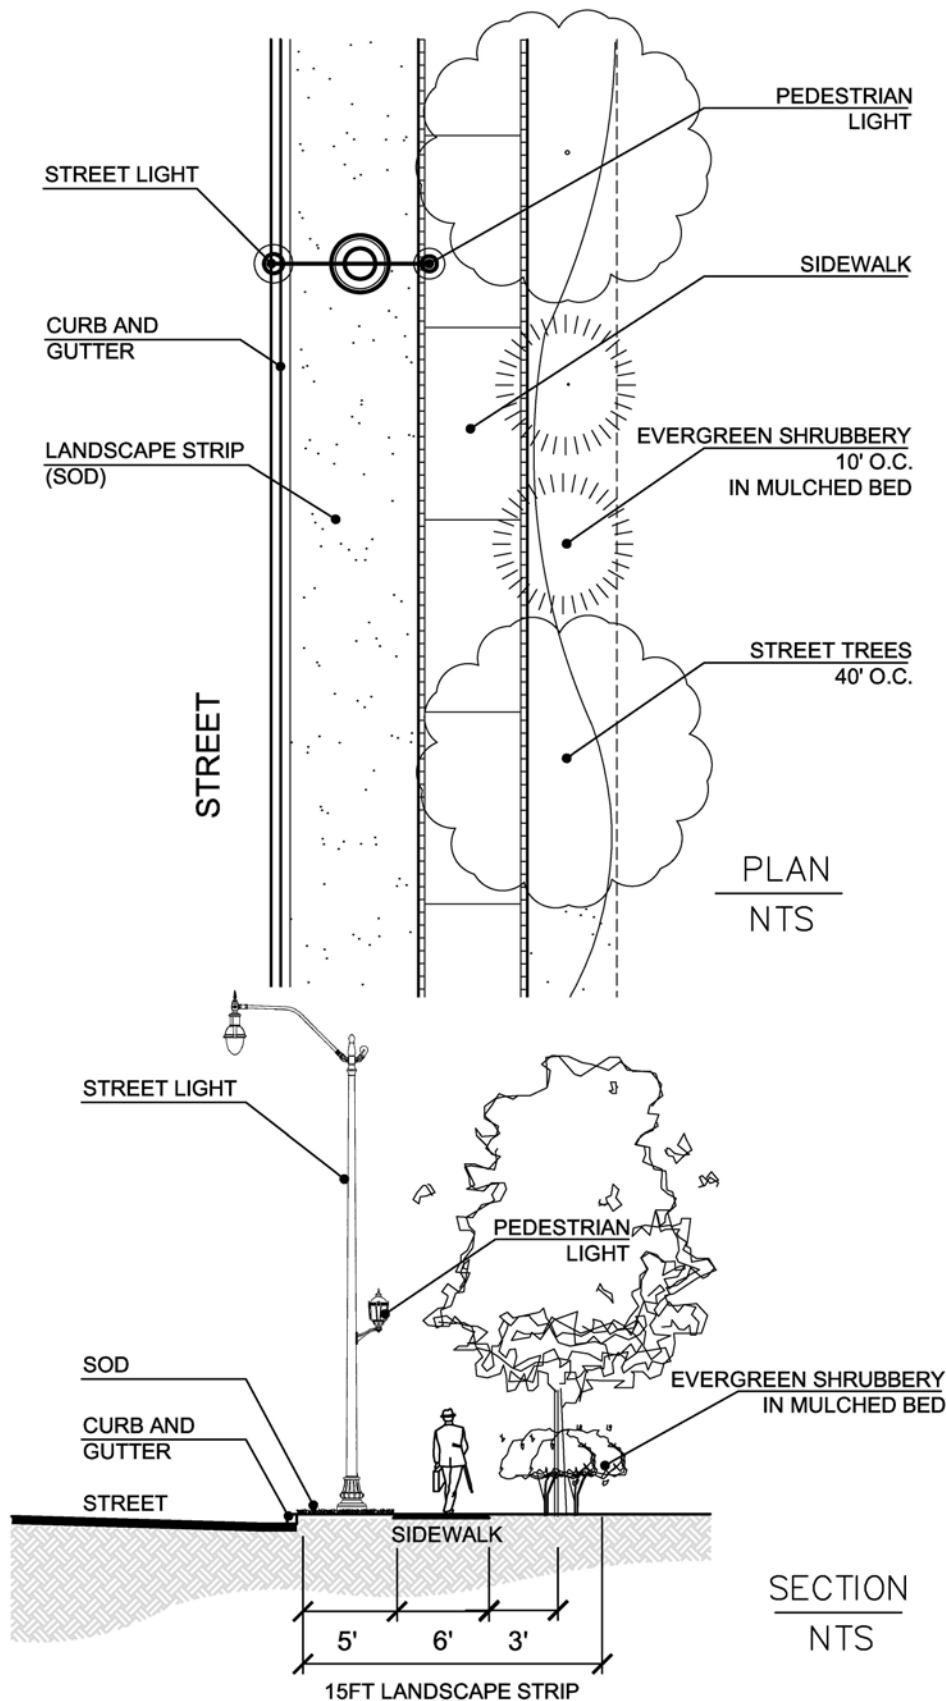 PEDESTRIAN
LIGHT
STREET LIGHT
SIDEWALK
CURB AND
GUTTER
EVERGREEN SHRUBBERY
10' O.C.
IN MULCHED BED
LANDSCAPE STRIP
(SOD)
STREET TREES
40' O.C.
STREET
PLAN
NTS
STREET LIGHT
PEDESTRIAN
LIGHT
SOD
EVERGREEN SHRUBBERY
IN MULCHED BED
CURB AND
GUTTER
STREET
SIDEWALK
SECTION
NTS
5' 6' 3'
15FT LANDSCAPE STRIP